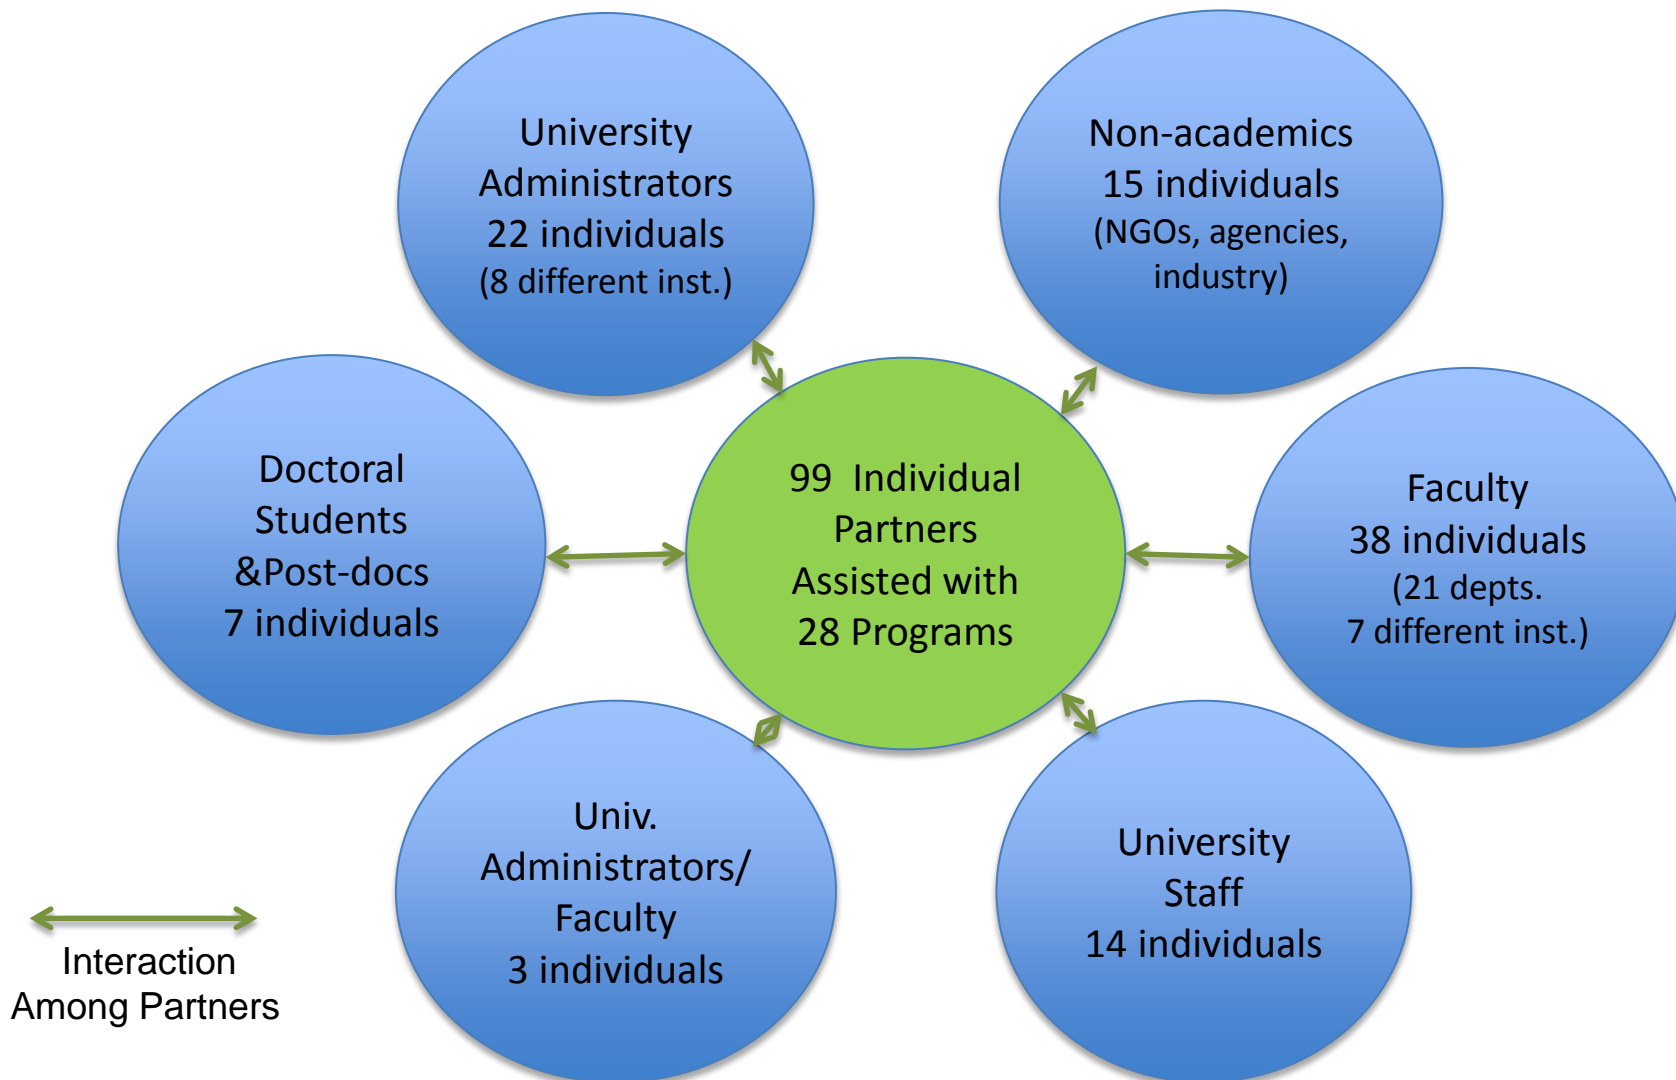 University
Administrators
22 individuals
(8 different inst.)
Non-academics
15 individuals
(NGOs, agencies,
industry)
Doctoral
Students
&Post-docs
7 individuals
99  Individual
Partners
Assisted with
28 Programs
Faculty
38 individuals
(21 depts.
7 different inst.)
Univ.
Administrators/
Faculty
3 individuals
University
Staff
14 individuals
Interaction
Among Partners